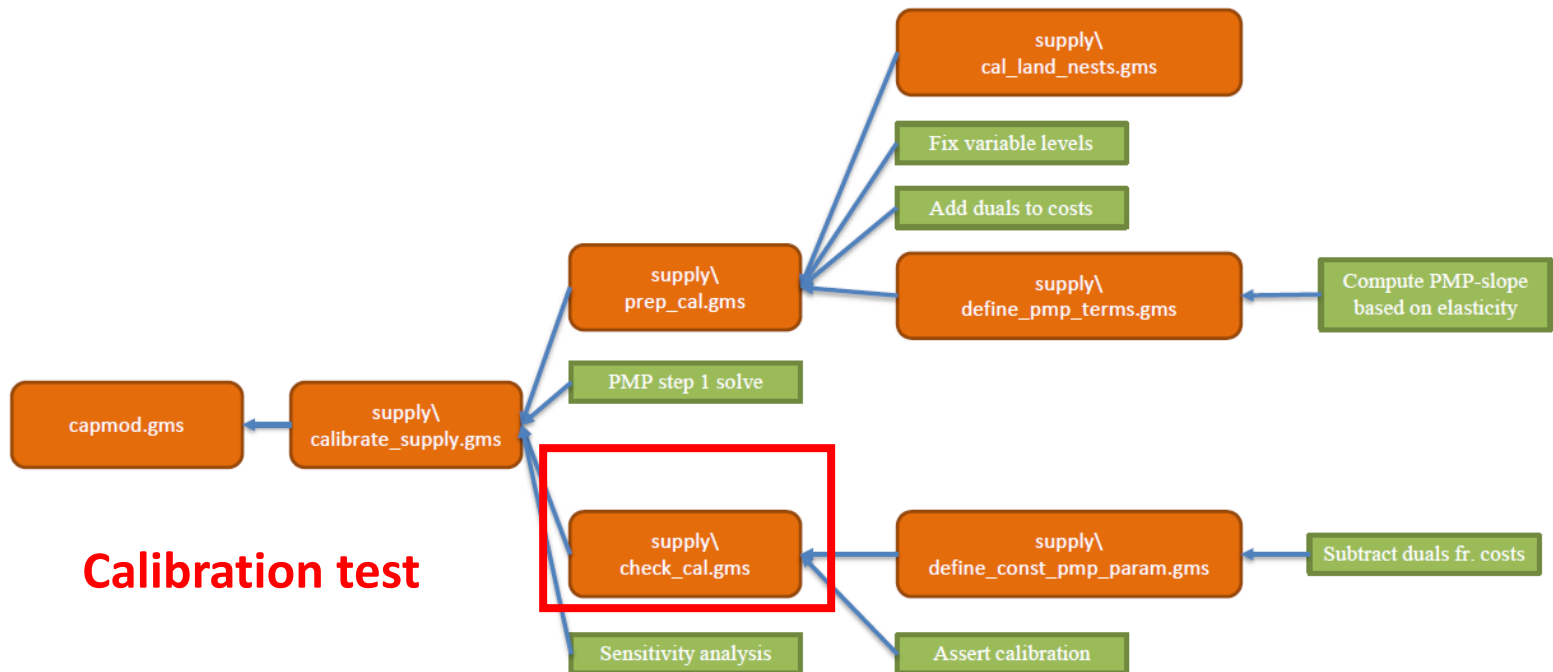 supply\
cal_land_nests.gms
Fix variable levels
Add duals to costs
supply\
prep_cal.gms
supply\
define_pmp_terms.gms
Compute PMP-slope
based on elasticity
PMP step 1 solve
capmod.gms
supply\
calibrate_supply.gms
supply\
check_cal.gms
supply\
define_const_pmp_param.gms
Subtract duals fr. costs
Calibration test
Sensitivity analysis
Assert calibration